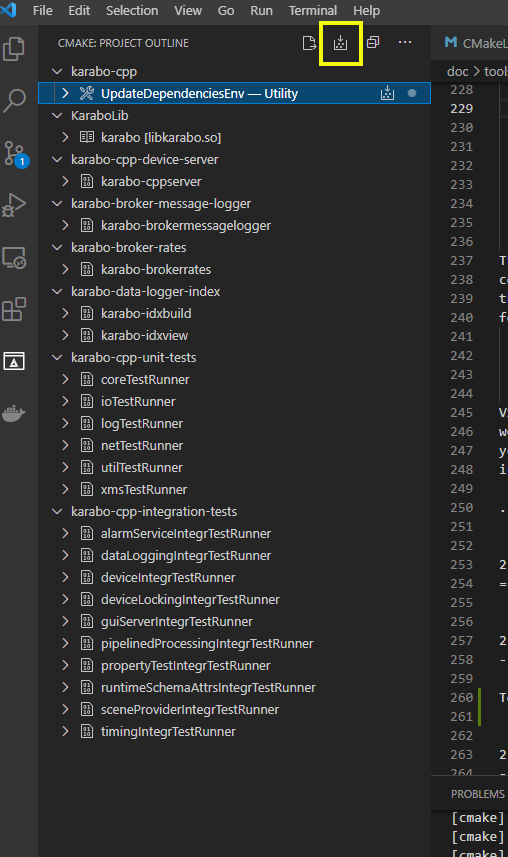 File Edit Selection View Env Go Run Terminal Help
CMAKE: PROJECT OUTLINE
karabo-cpp
UpdateDependenciesEnv — Utility
KaraboLib
karabo [libkarabo.so]
karabo-cpp-device-server
karabo-cppserver
karabo-broker-message-logger
karabo-brokermessagelogger
karabo-broker-rates
karabo-brokerrates
karabo-data-logger-index
karabo-idxbuild
karabo-idxview
karabo-cpp-unit-tests
coreTestRunner
ioTestRunner
logTestRunner
netTestRunner
utilTestRunner
xmsTestRunner
karabo-cpp-integration-tests
alarmServiceIntegrTestRunner
dataLoggingIntegrTestRunner
deviceIntegrTestRunner
deviceLockingIntegrTestRunner
guiServerIntegrTestRunner
pipelinedProcessingIntegrTestRunner
propertyTestIntegrTestRunner
runtimeSchemaAttrsIntegrTestRunner
sceneProviderIntegrTestRunner
timingIntegrTestRunner
1
M CMakeL
doc > tools
228
229
230
231
232
233
234
235
236
237 T
238 c
239 t
240 f
241
242
243
244
245 V
246 w
247 y
248 i
249
250 .
251
252
253 2
254 =
255
256
257 2
258 -
259
260 T
261
262
263 2
264 -
PROBLEMS
[cmake]
[cmake]
[cmake]